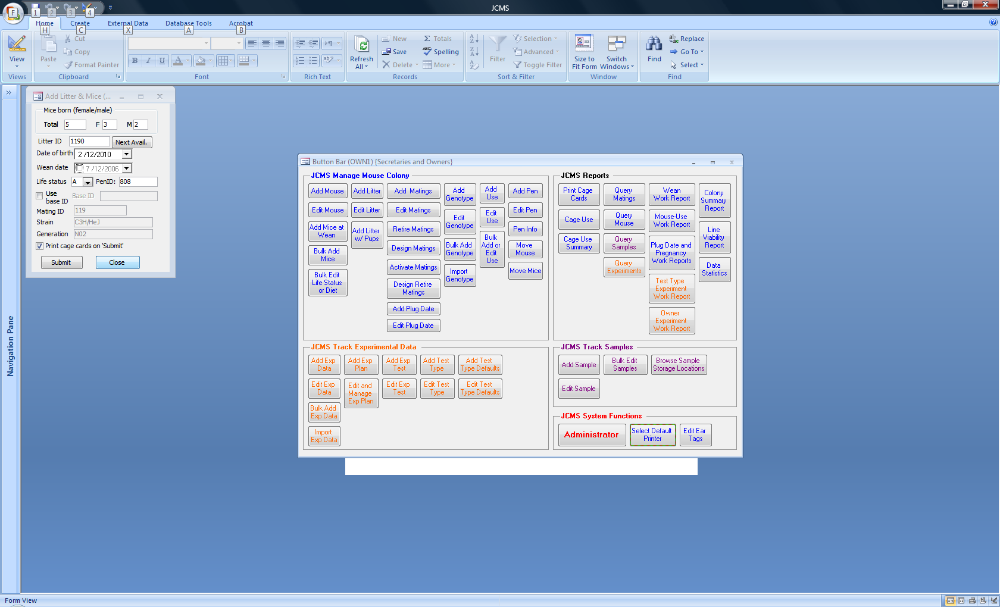 JCMS
F
1
2
3
4
Home
Create
External Data
Database Tools
Acrobat
H
C
X
A
B
View
Views
Paste
Cut
Copy
Format Painter
Clipboard
B I U A
Font
Rich Text
Refresh
All
New
Save
Delete
Totals
Spelling
More
Records
Filter
Selection
Advanced
Toggle Filter
Sort & Filter
Size to
Fit Form
Switch
Windows
Window
Find
Replace
Go To
Select
Find
Navigation Pane
Add Litter & Mice (...
Mice born (female/male)
Total 5 F 3 M 2
Litter ID 1190 Next Avail.
Date of birth 2 /12/2010
Wean date 7 /12/2006
Life status A PenID: 808
Use
base ID
Base ID
Mating ID 119
Strain C3H/HeJ
Generation N02
Print cage cards on 'Submit'
Submit Close
Button Bar (OWN1) {Secretaries and Owners}
JCMS Manage Mouse Colony
Add Mouse
Edit Mouse
Add Mice at
Wean
Bulk Add
Mice
Bulk Edit
Life Status
or Diet
Add Litter
Edit Litter
Add Litter
w/ Pups
Add Matings
Edit Matings
Retire Matings
Design Matings
Activate Matings
Design Retire
Matings
Add Plug Date
Edit Plug Date
Add
Genotype
Edit
Genotype
Bulk Add
Genotype
Import
Genotype
Add
Use
Edit
Use
Bulk
Add or
Edit
Use
Add Pen
Edit Pen
Pen Info
Move
Mouse
Move Mice
JCMS Reports
Print Cage
Cards
Cage Use
Cage Use
Summary
Query
Matings
Query
Mouse
Query
Samples
Query
Experiments
Wean
Work Report
Mouse-Use
Work Report
Plug Date and
Pregnancy
Work Reports
Test Type
Experiment
Work Report
Owner
Experiment
Work Report
Colony
Summary
Report
Line
Viability
Report
Data
Statistics
JCMS Track Experimental Data
Add Exp
Data
Edit Exp
Data
Bulk Add
Exp Data
Import
Exp Data
Add Exp
Plan
Edit and
Manage
Exp Plan
Add Exp
Test
Edit Exp
Test
Add Test
Type
Edit Test
Type
Add Test
Type Defaults
Edit Test
Type Defaults
JCMS Track Samples
Add Sample
Edit Sample
Bulk Edit
Samples
Browse Sample
Storage Locations
JCMS System Functions
Administrator
Select Default
Printer
Edit Ear
Tags
Form View